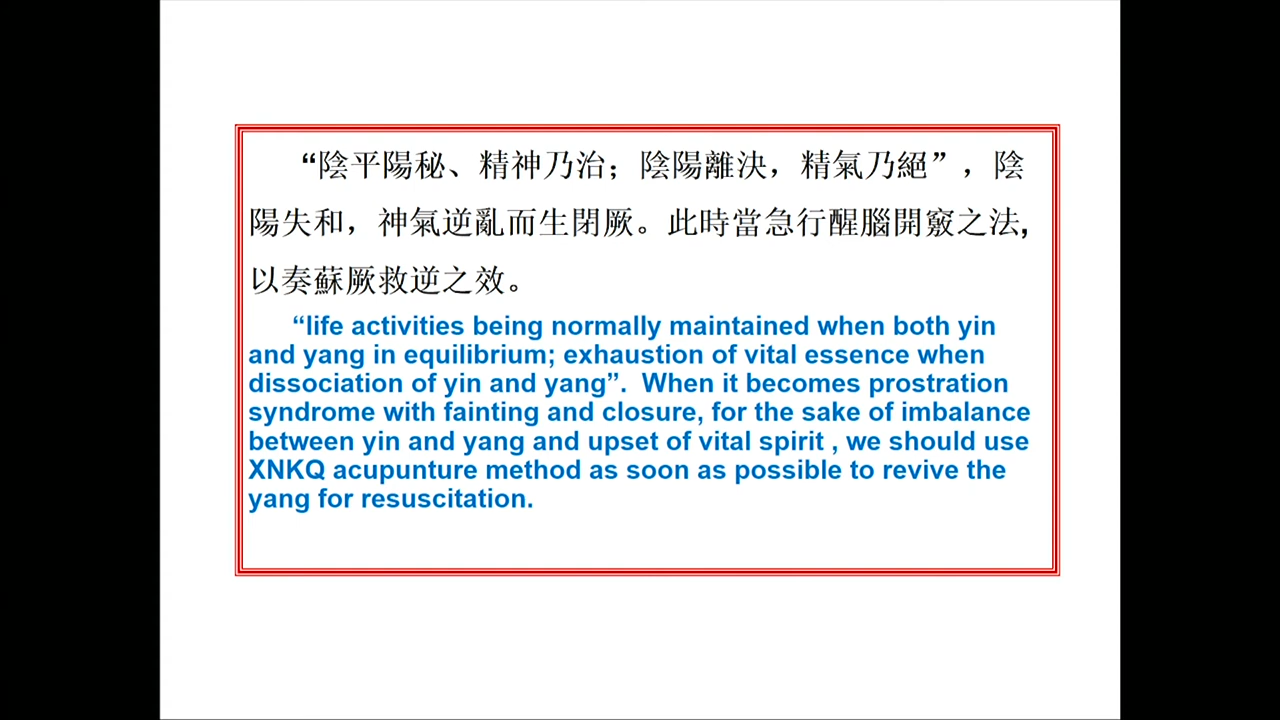 “陰平陽秘、精神乃治；陰陽離決，精氣乃絕”，陰
陽失和，神氣逆亂而生閉厥。此時當急行醒腦開竅之法,
以奏蘇厥救逆之效。
“life activities being normally maintained when both yin
and yang in equilibrium; exhaustion of vital essence when
dissociation of yin and yang”.  When it becomes prostration
syndrome with fainting and closure, for the sake of imbalance
between yin and yang and upset of vital spirit , we should use
XNKQ acupunture method as soon as possible to revive the
yang for resuscitation.